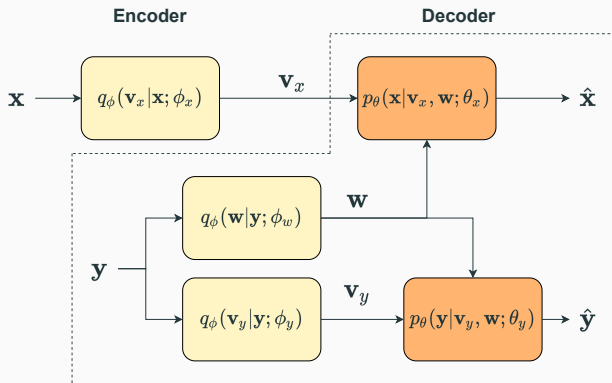 Encoder Decoder
𝐱 q_ϕ(𝐯_x|𝐱; ϕ_x) 𝐯_x p_θ(𝐱|𝐯_x, 𝐰; θ_x) 𝐱̂
q_ϕ(𝐰|𝐲; ϕ_w) 𝐰
𝐲
q_ϕ(𝐯_y|𝐲; ϕ_y) 𝐯_y p_θ(𝐲|𝐯_y, 𝐰; θ_y) 𝐲̂